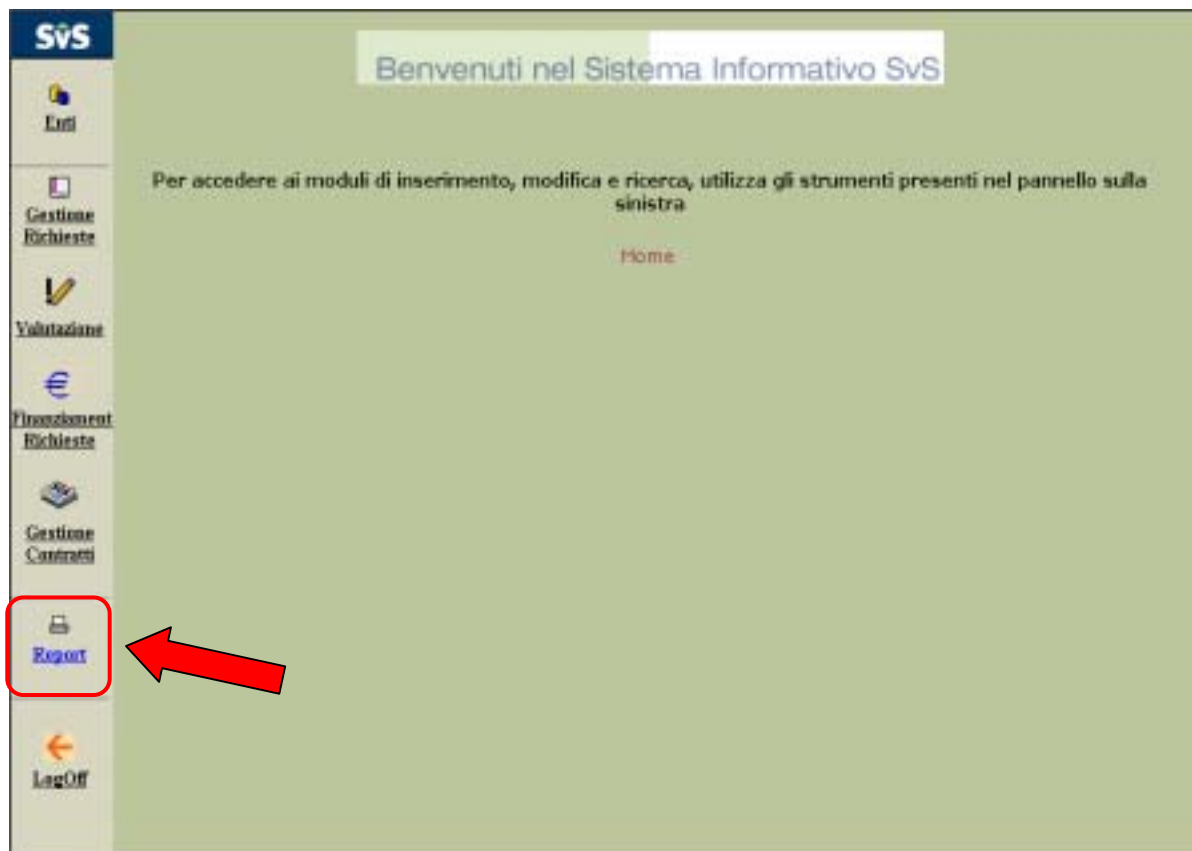 SvS
Enti
Gestione
Richieste
Valutazione
Finanziament
Richieste
Gestione
Contratti
Report
LogOff
Benvenuti nel Sistema Informativo SvS
Per accedere ai moduli di inserimento, modifica e ricerca, utilizza gli strumenti presenti nel pannello sulla
sinistra
Home